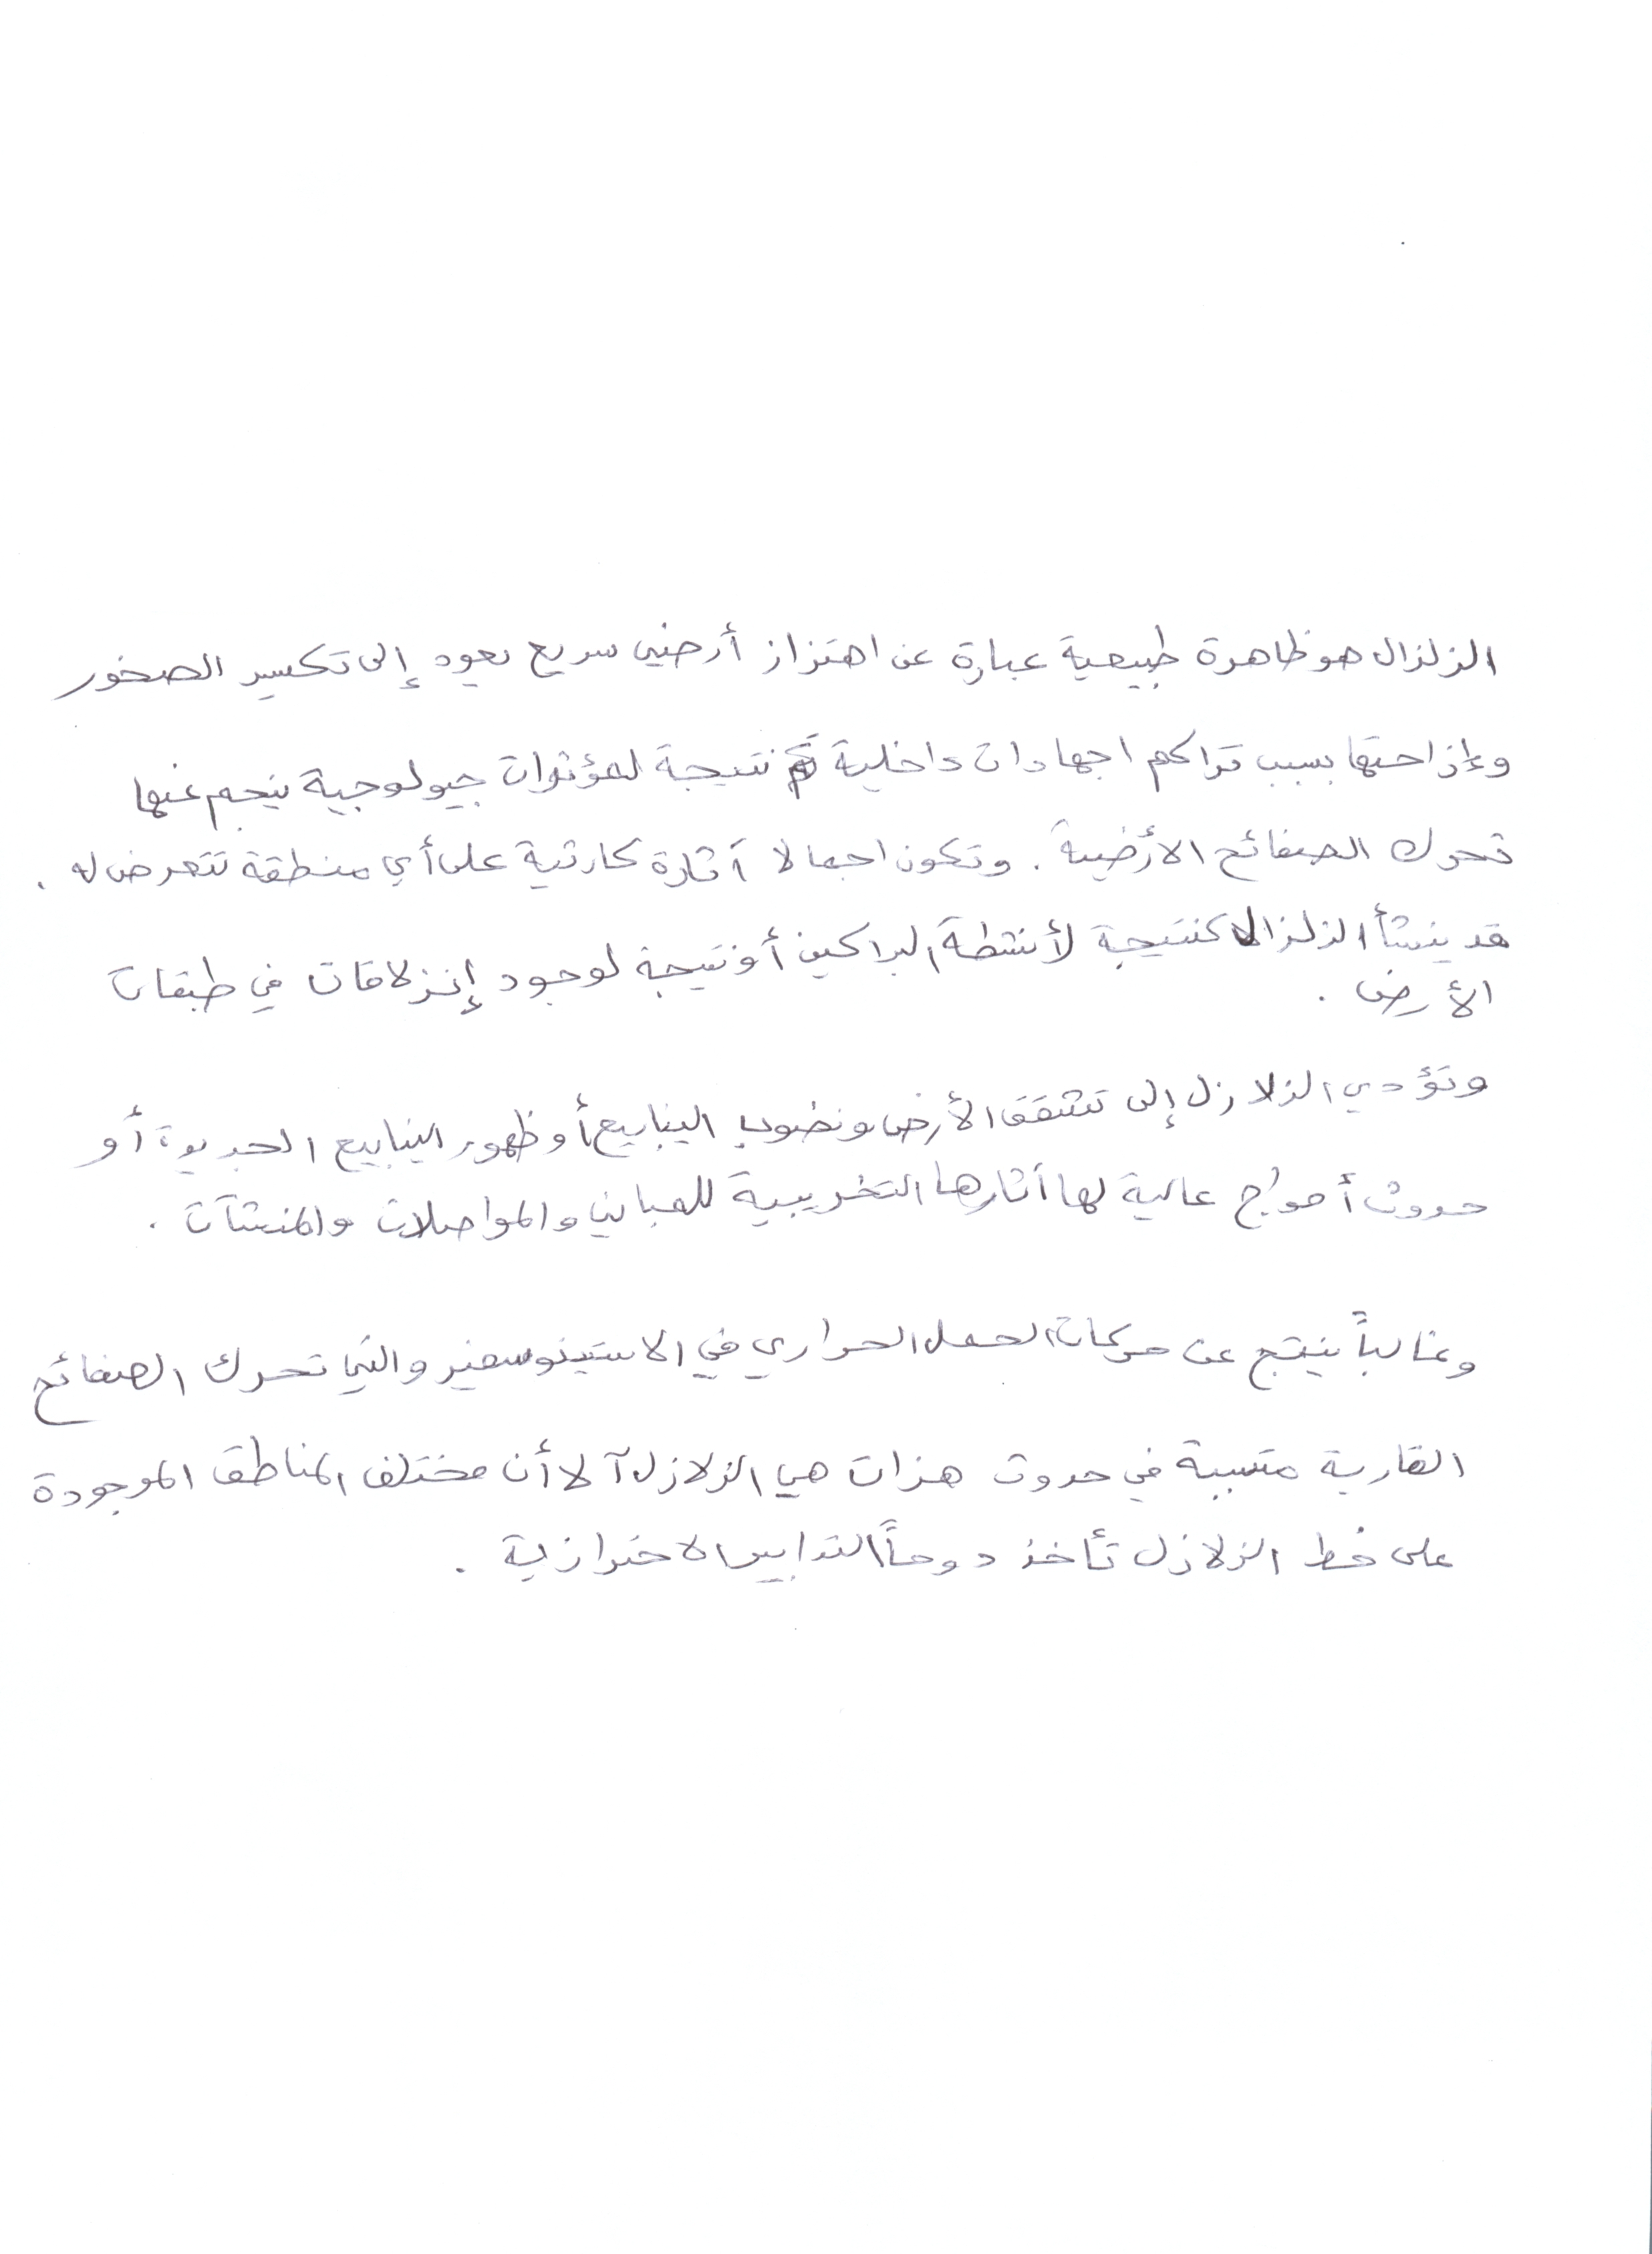 الزلزال هو ظاهرة طبيعية عبارة عن اهتزاز أرضي سريع يعود إلى تكسير الصخور
وإزاحتها بسبب تراكم اجهادات داخلية نتيجة لمؤثرات جيولوجية ينجم عنها
تحرك الصفائح الأرضية. وتكون اجمالا آثاره كارثية على أي منطقة تتعرض له.
قد ينشأ الزلزال كنتيجة لأنشطة البراكين أو نتيجة لوجود إنزلاقات في طبقات
الأرض.
وتؤدي الزلازل إلى تشقق الأرض ونضوب الينابيع أو ظهور الينابيع الجديدة أو
حدوث أمواج عالية لها آثارها التخريبية للمباني والمواصلات والمنشآت.
وغالباً ينتج عن حركات الحمل الحراري في الاستينوسفير والتي تحرك الصفائح
القارية متسببة في حدوث هزات هي الزلازل آلا أن مختلف المناطق الموجودة
على خط الزلازل تأخذ دوماً التدابير الاحترازية.